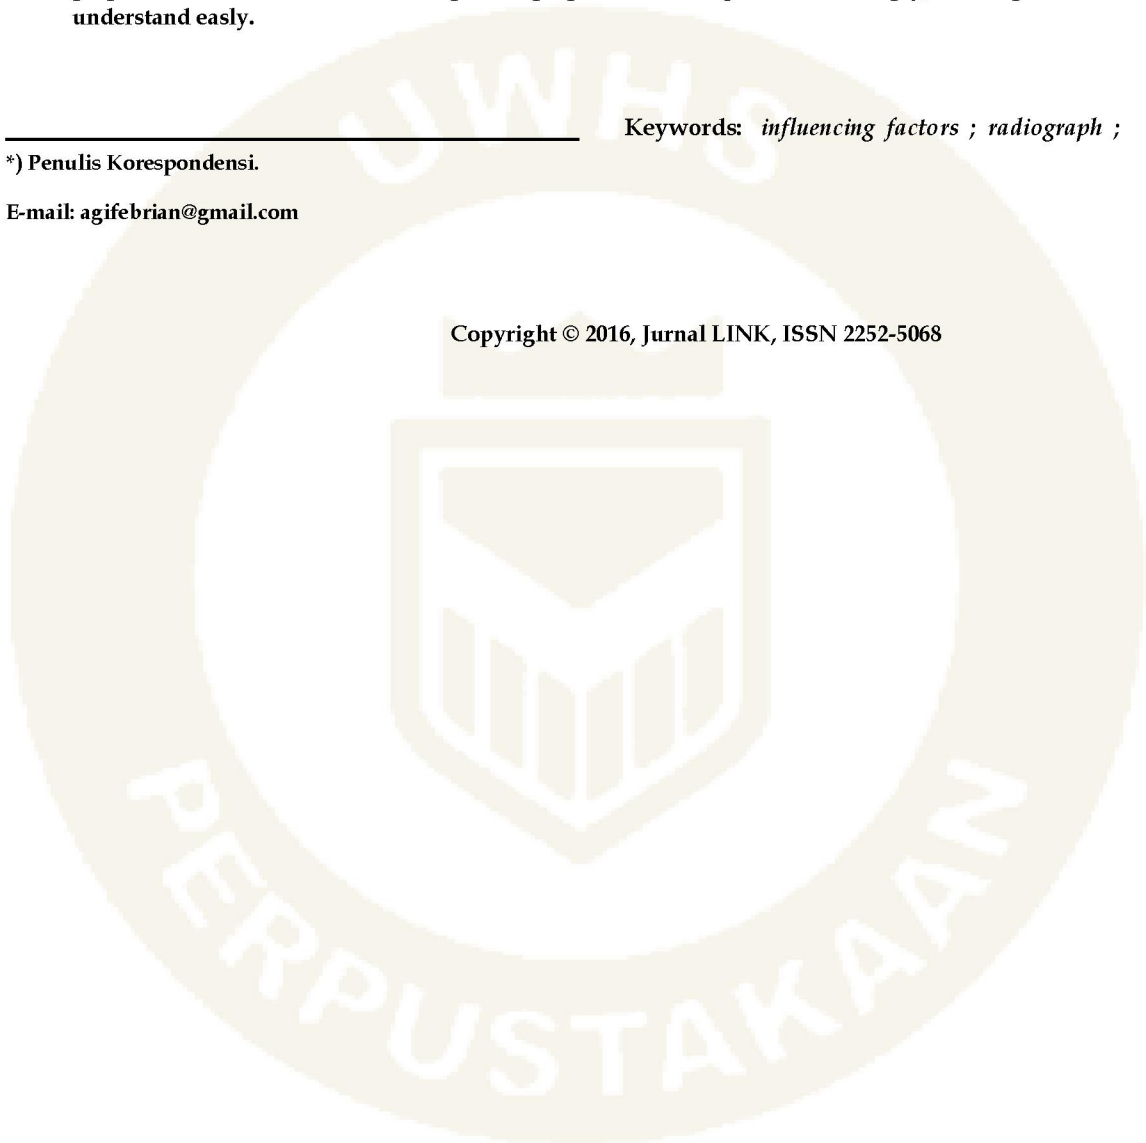 understand easly.
Keywords: influencing factors ; radiograph ;
*) Penulis Korespondensi.
E-mail: agifebrian@gmail.com
Copyright © 2016, Jurnal LINK, ISSN 2252-5068
UWHS
PERPUSTAKAAN